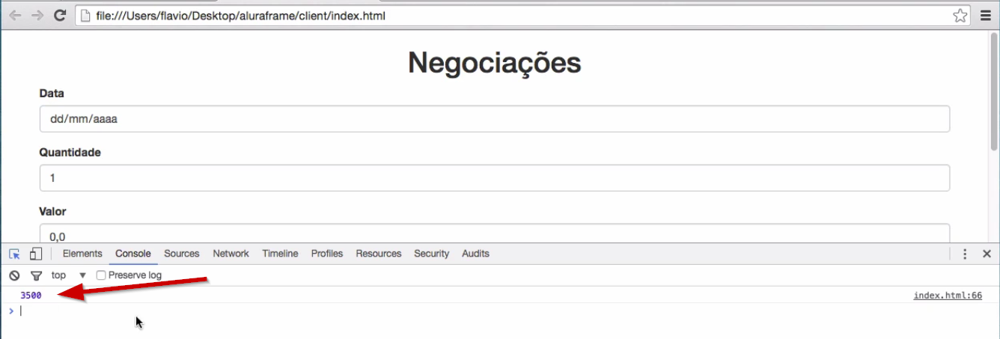 file:///Users/flavio/Desktop/aluraframe/client/index.html
Negociações
Data
dd/mm/aaaa
Quantidade
1
Valor
0,0
Elements Console Sources Network Timeline Profiles Resources Security Audits
top Preserve log
3500 index.html:66